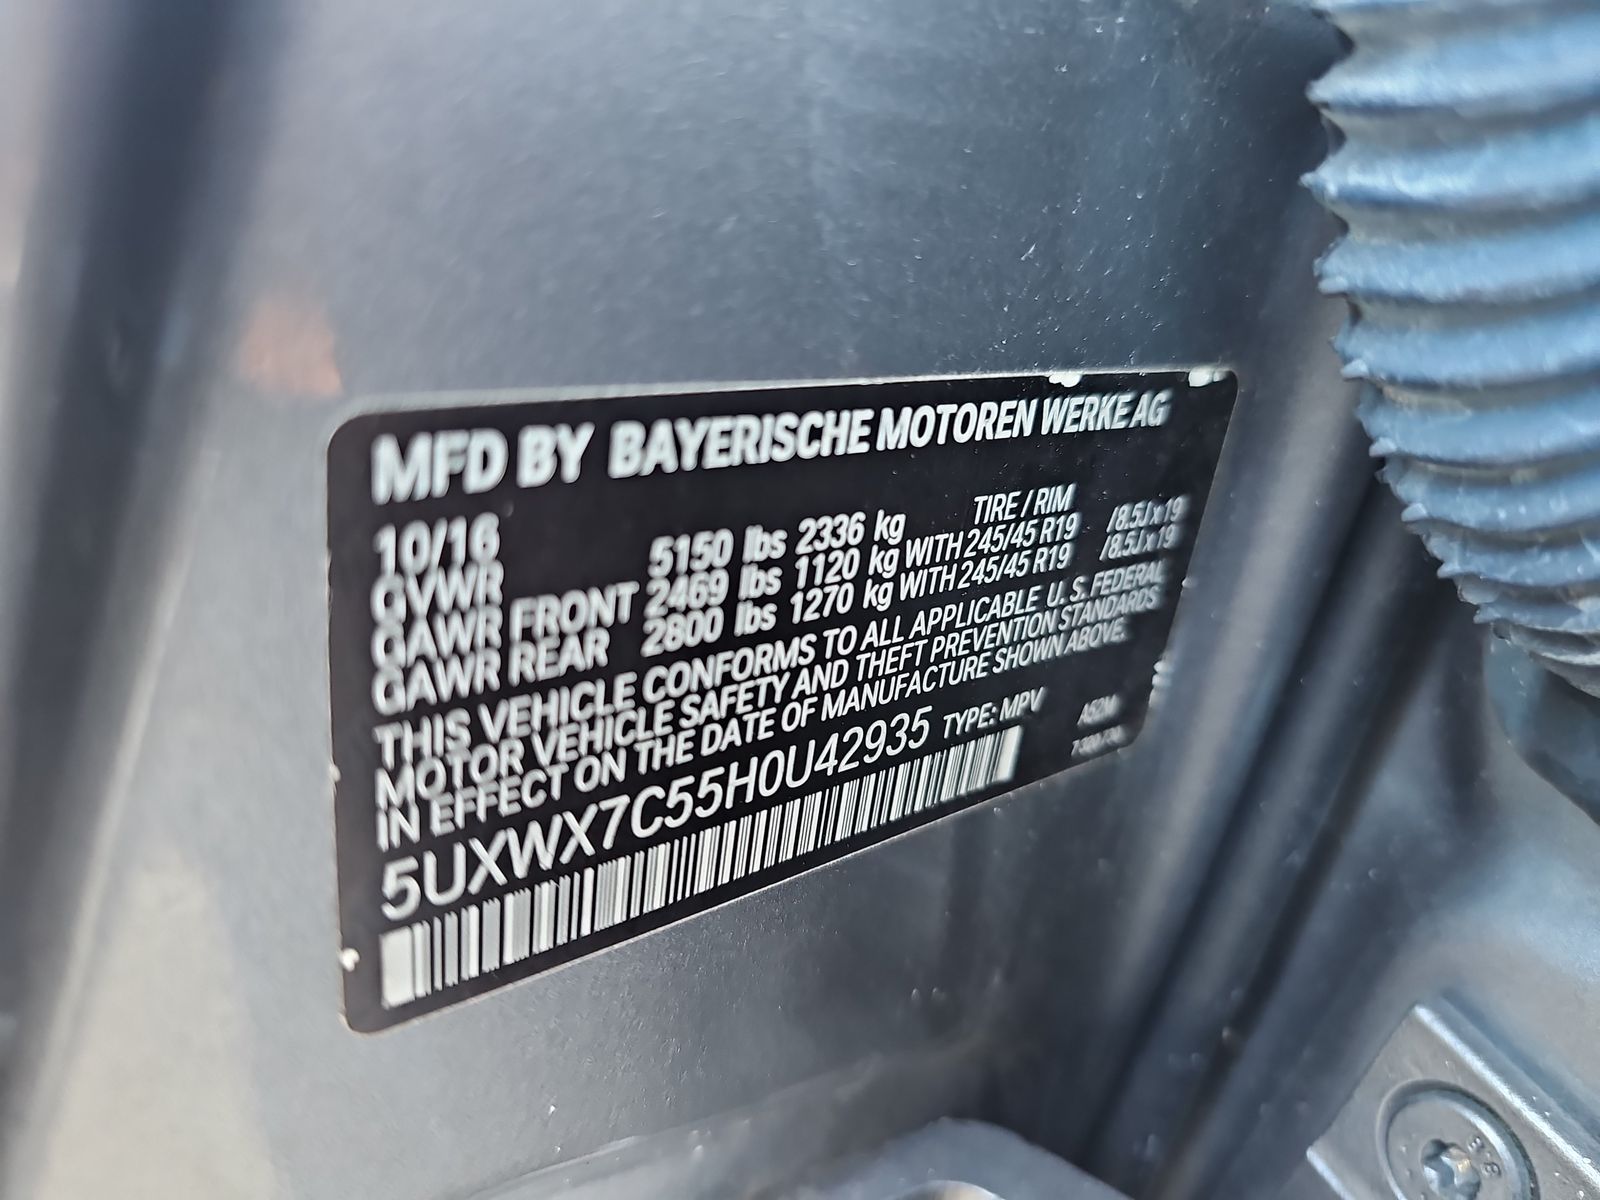 MFD BY BAYERISCHE MOTOREN WERKE AG
10/16 TIRE / RIM
GVWR 5150 lbs 2336 kg
GAWR FRONT 2469 lbs 1120 kg WITH 245/45 R19 /8.5J x 19
GAWR REAR 2800 lbs 1270 kg WITH 245/45 R19 /8.5J x 19
THIS VEHICLE CONFORMS TO ALL APPLICABLE U. S. FEDERAL
MOTOR VEHICLE SAFETY AND THEFT PREVENTION STANDARDS
IN EFFECT ON THE DATE OF MANUFACTURE SHOWN ABOVE.
5UXWX7C55H0U42935 TYPE: MPV A52M